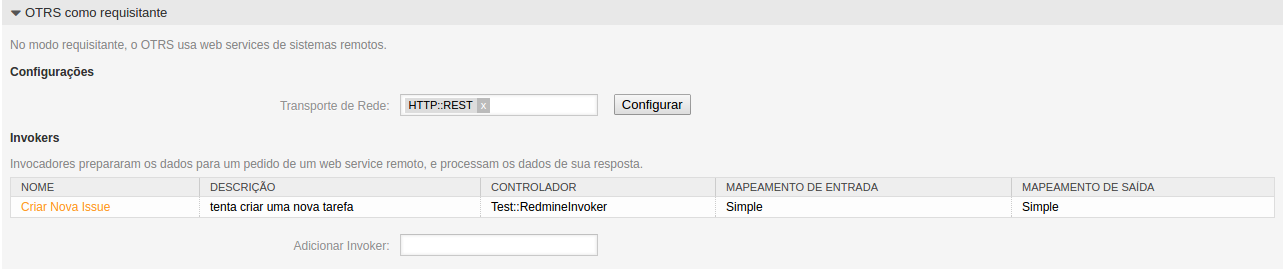 OTRS como requisitante
No modo requisitante, o OTRS usa web services de sistemas remotos.
Configurações
Transporte de Rede: HTTP::REST x Configurar
Invokers
Invocadores prepararam os dados para um pedido de um web service remoto, e processam os dados de sua resposta.
NOME DESCRIÇÃO CONTROLADOR MAPEAMENTO DE ENTRADA MAPEAMENTO DE SAÍDA
Criar Nova Issue tenta criar uma nova tarefa Test::RedmineInvoker Simple Simple
Adicionar Invoker: